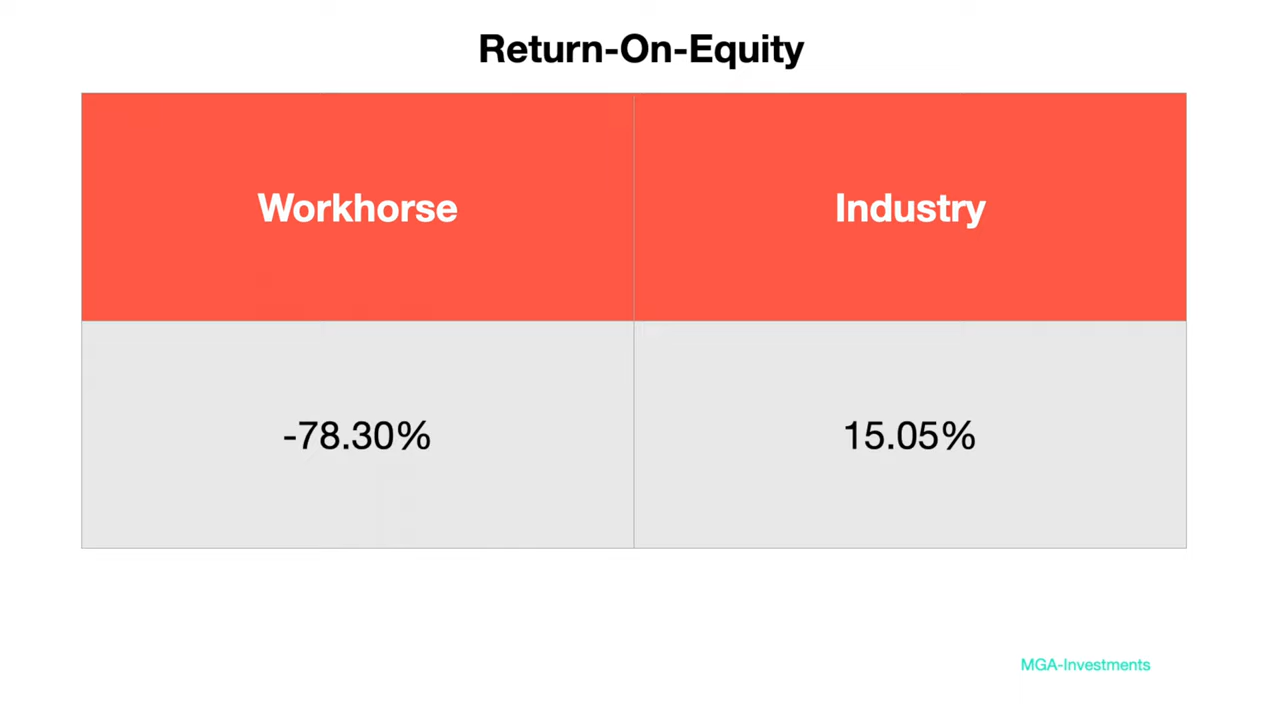 Return-On-Equity
Workhorse
Industry
-78.30%
15.05%
MGA-Investments